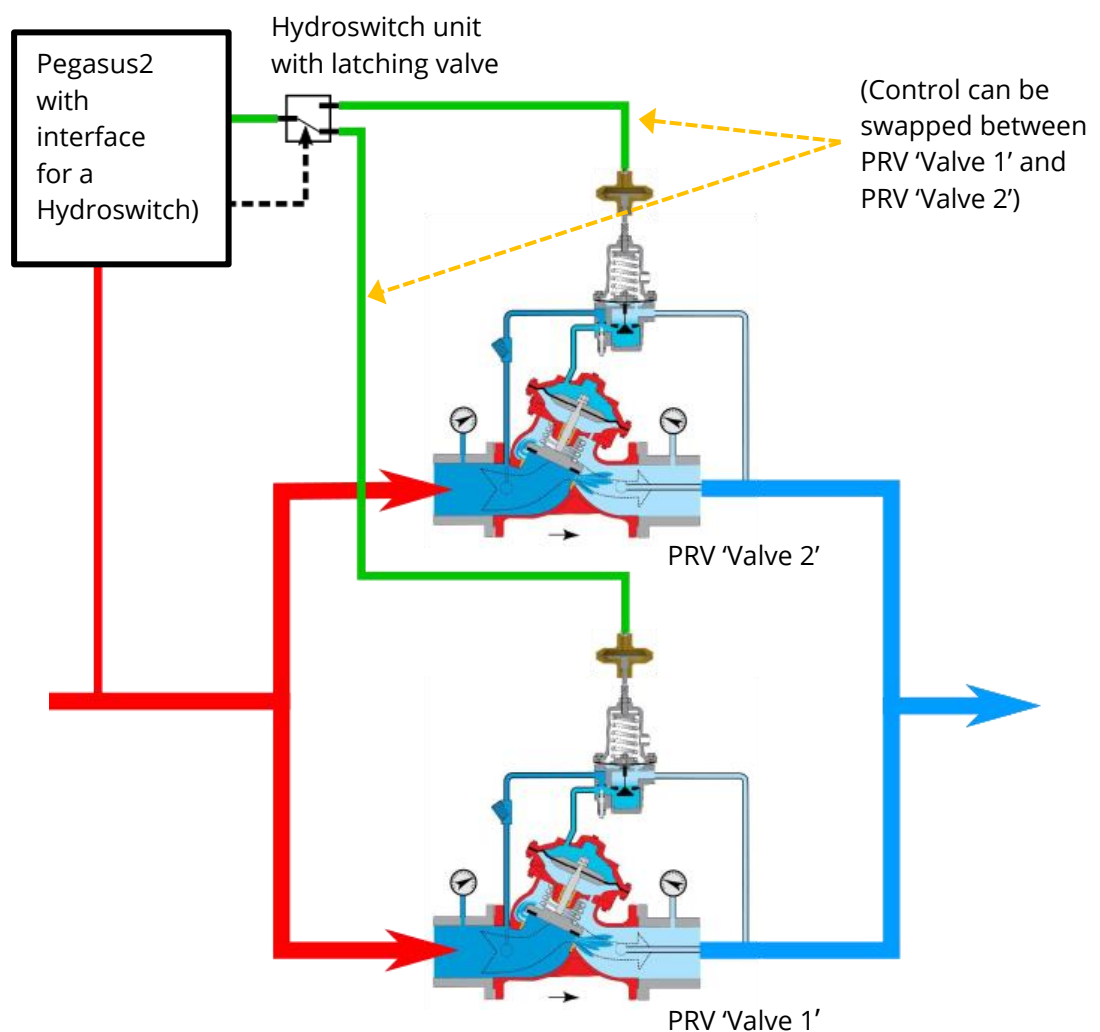 Pegasus2
with
interface
for a
Hydroswitch)
Hydroswitch unit
with latching valve
(Control can be
swapped between
PRV ‘Valve 1’ and
PRV ‘Valve 2’)
PRV ‘Valve 2’
PRV ‘Valve 1’